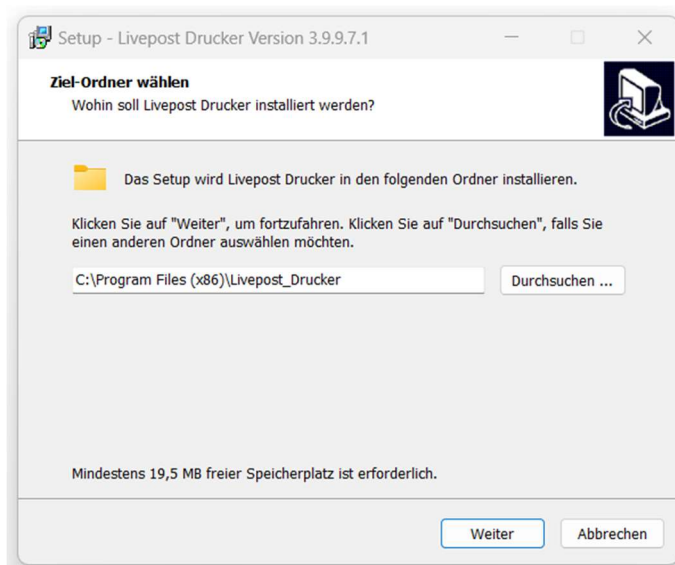 Setup - Livepost Drucker Version 3.9.9.7.1
Ziel-Ordner wählen
Wohin soll Livepost Drucker installiert werden?
Das Setup wird Livepost Drucker in den folgenden Ordner installieren.
Klicken Sie auf "Weiter", um fortzufahren. Klicken Sie auf "Durchsuchen", falls Sie
einen anderen Ordner auswählen möchten.
C:\Program Files (x86)\Livepost_Drucker
Durchsuchen ...
Mindestens 19,5 MB freier Speicherplatz ist erforderlich.
Weiter
Abbrechen